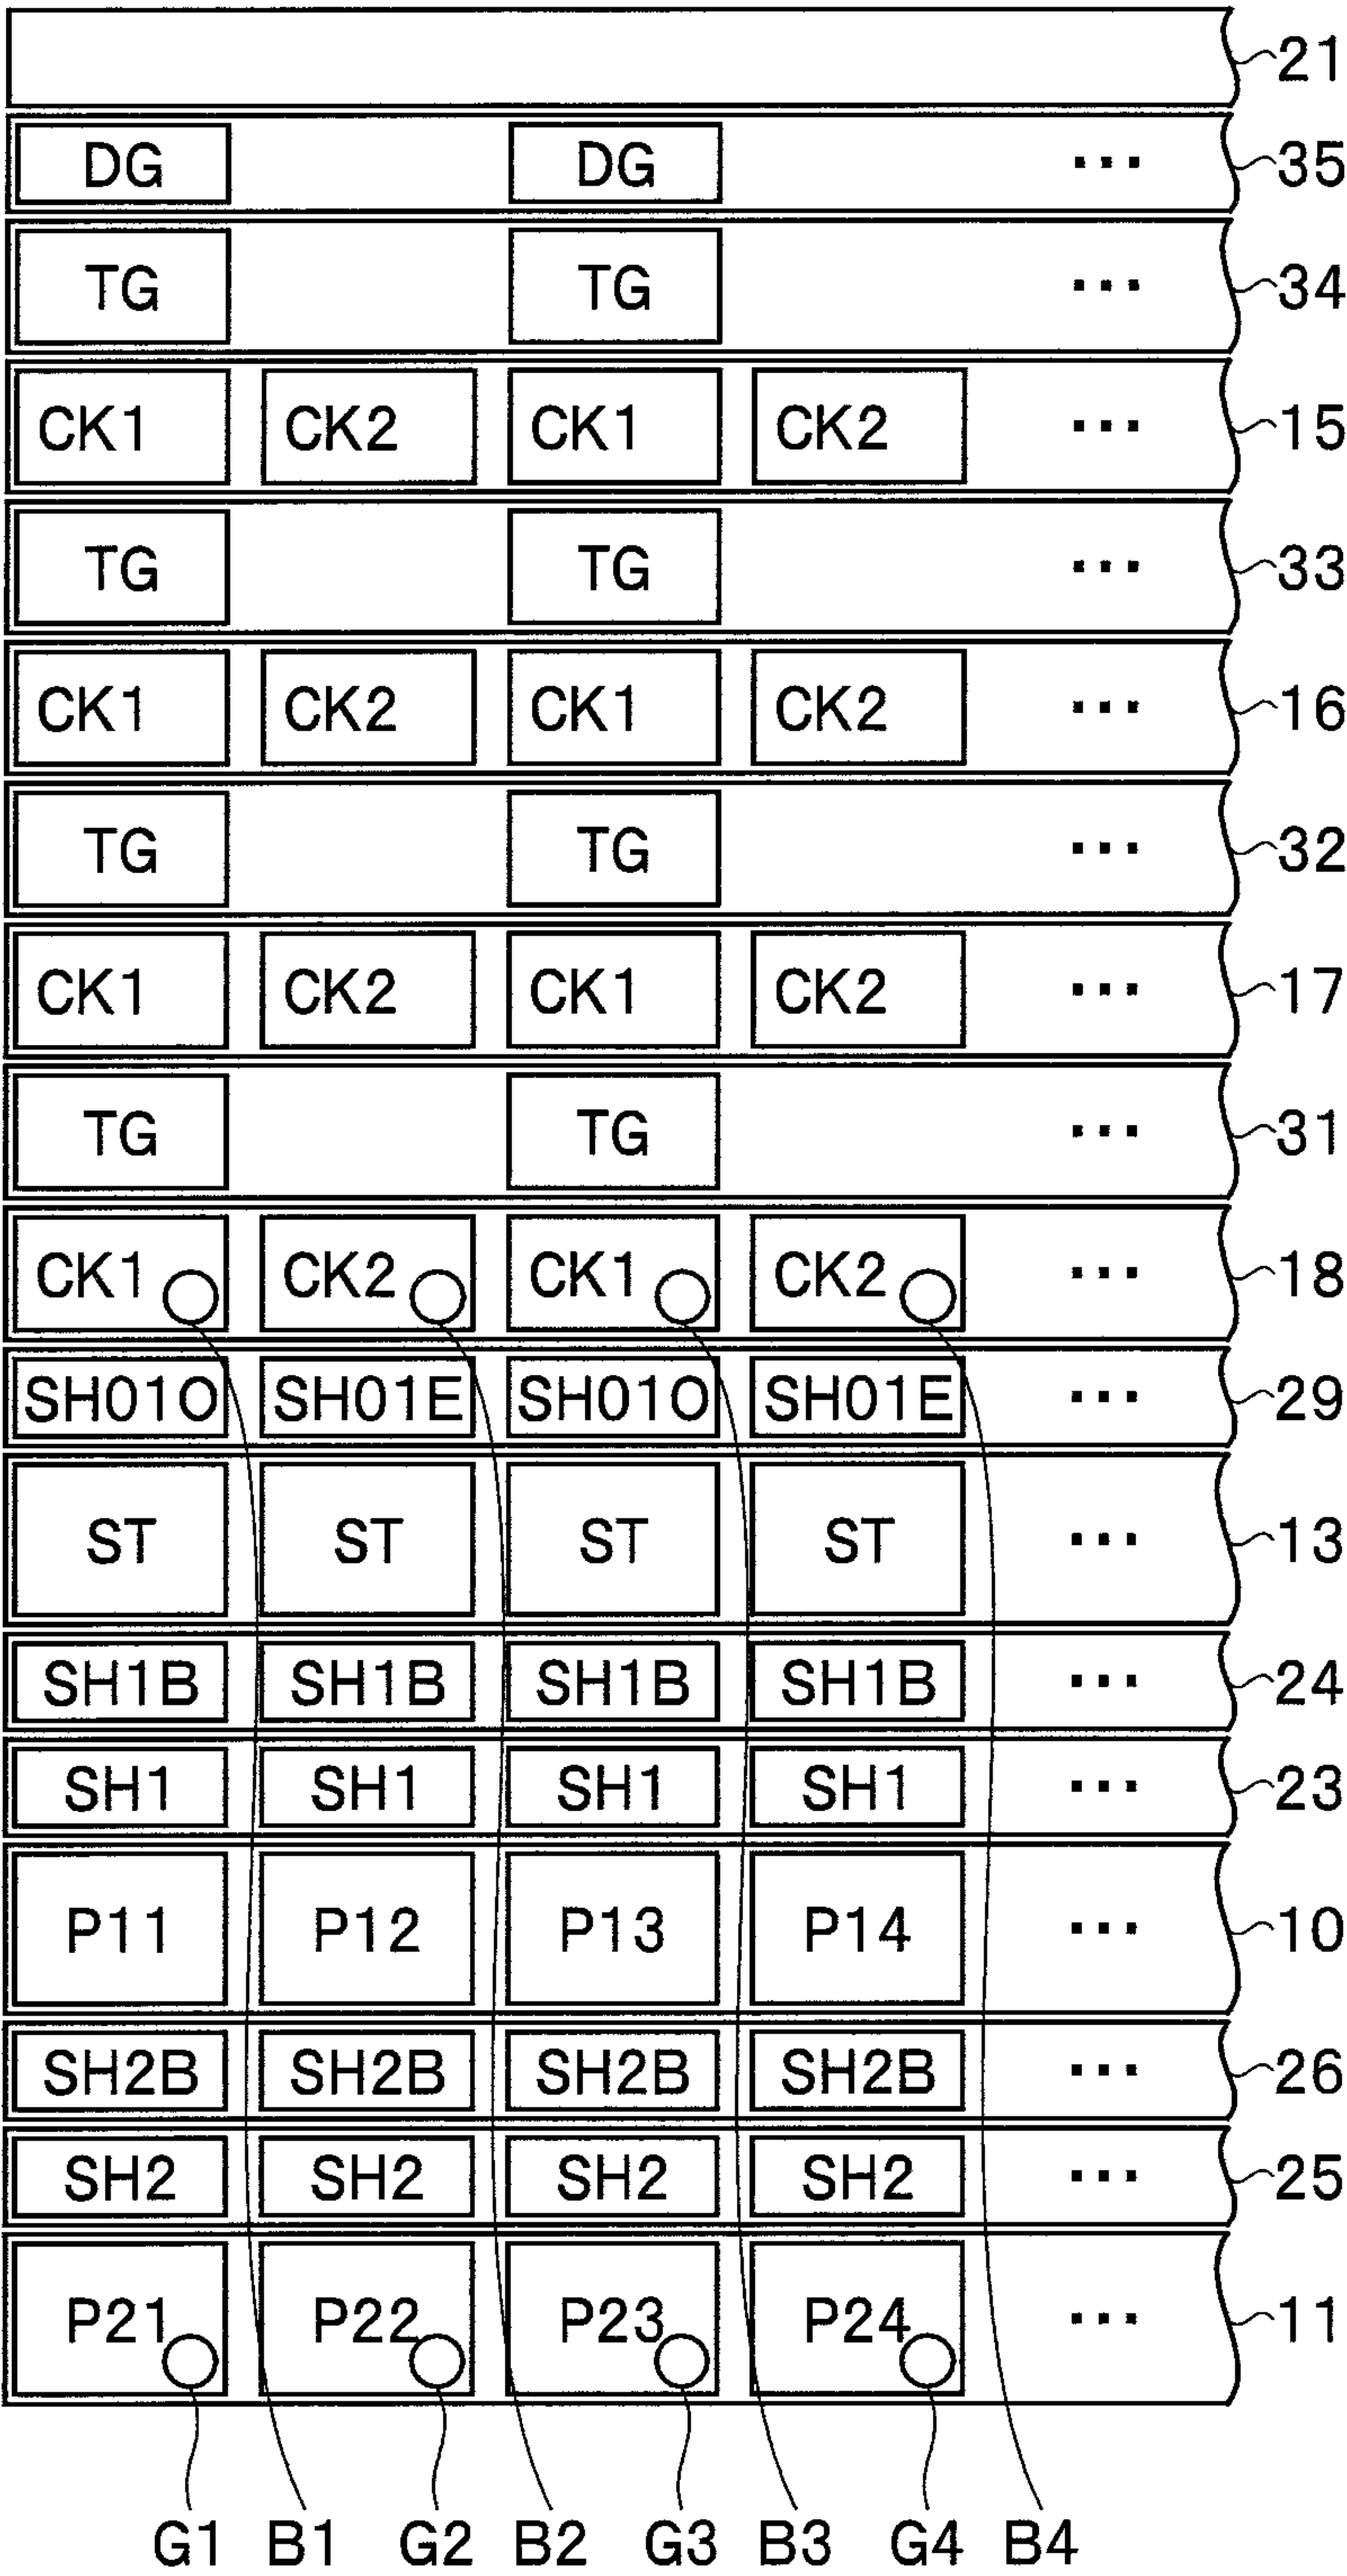 21
DG DG ... 35
TG TG ... 34
CK1 CK2 CK1 CK2 ... 15
TG TG ... 33
CK1 CK2 CK1 CK2 ... 16
TG TG ... 32
CK1 CK2 CK1 CK2 ... 17
TG TG ... 31
CK1 CK2 CK1 CK2 ... 18
SH01O SH01E SH01O SH01E ... 29
ST ST ST ST ... 13
SH1B SH1B SH1B SH1B ... 24
SH1 SH1 SH1 SH1 ... 23
P11 P12 P13 P14 ... 10
SH2B SH2B SH2B SH2B ... 26
SH2 SH2 SH2 SH2 ... 25
P21 P22 P23 P24 ... 11
G1 B1 G2 B2 G3 B3 G4 B4